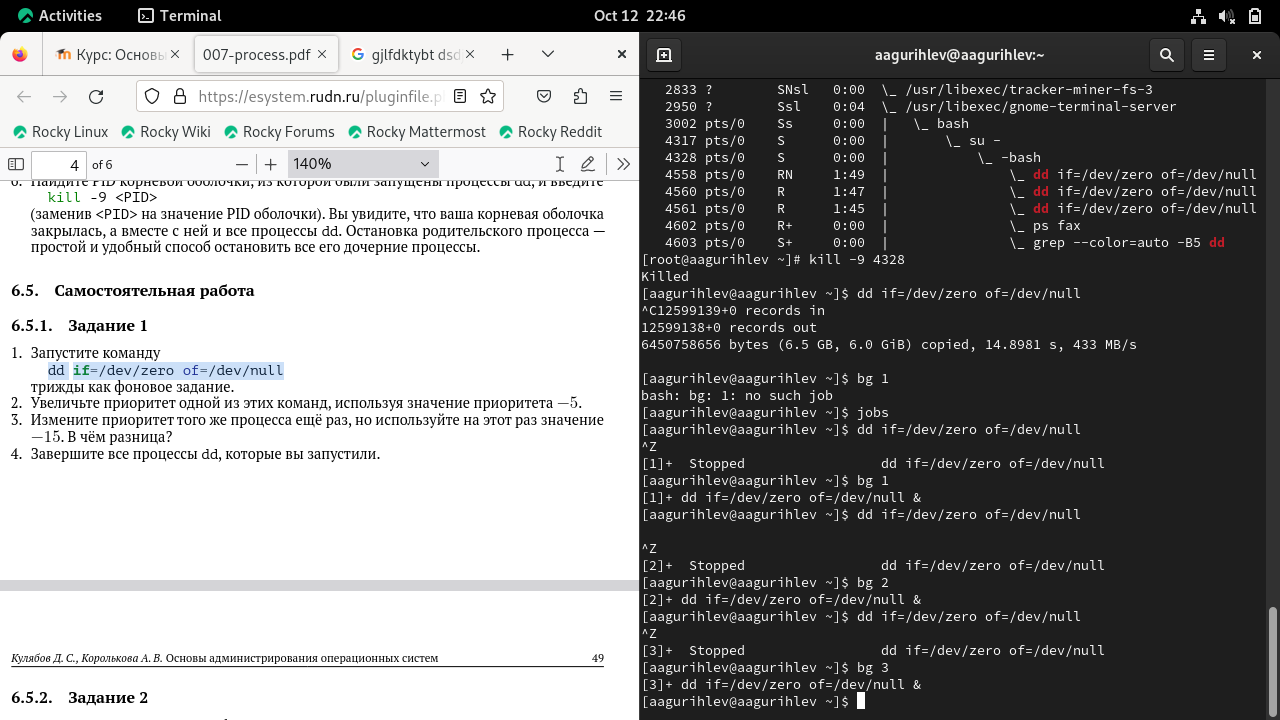 Activities
Terminal
Oct 12 22:46
Курс: Основы
007-process.pdf
gjlfdktybt dsd
https://esystem.rudn.ru/pluginfile.p
Rocky Linux
Rocky Wiki
Rocky Forums
Rocky Mattermost
Rocky Reddit
4
of 6
140%
6. Найдите PID корневой оболочки, из которой были запущены процессы dd, и введите
kill -9 <PID>
(заменив <PID> на значение PID оболочки). Вы увидите, что ваша корневая оболочка
закрылась, а вместе с ней и все процессы dd. Остановка родительского процесса —
простой и удобный способ остановить все его дочерние процессы.
6.5. Самостоятельная работа
6.5.1. Задание 1
1. Запустите команду
dd if=/dev/zero of=/dev/null
трижды как фоновое задание.
2. Увеличьте приоритет одной из этих команд, используя значение приоритета −5.
3. Измените приоритет того же процесса ещё раз, но используйте на этот раз значение
−15. В чём разница?
4. Завершите все процессы dd, которые вы запустили.
Кулябов Д. С., Королькова А. В. Основы администрирования операционных систем 49
6.5.2. Задание 2
aagurihlev@aagurihlev:~
2833 ? SNsl 0:00 \_ /usr/libexec/tracker-miner-fs-3
2950 ? Ssl 0:04 \_ /usr/libexec/gnome-terminal-server
3002 pts/0 Ss 0:00 | \_ bash
4317 pts/0 S 0:00 | \_ su -
4328 pts/0 S 0:00 | \_ -bash
4558 pts/0 RN 1:49 | \_ dd if=/dev/zero of=/dev/null
4560 pts/0 R 1:47 | \_ dd if=/dev/zero of=/dev/null
4561 pts/0 R 1:45 | \_ dd if=/dev/zero of=/dev/null
4602 pts/0 R+ 0:00 | \_ ps fax
4603 pts/0 S+ 0:00 | \_ grep --color=auto -B5 dd
[root@aagurihlev ~]# kill -9 4328
Killed
[aagurihlev@aagurihlev ~]$ dd if=/dev/zero of=/dev/null
^C12599139+0 records in
12599138+0 records out
6450758656 bytes (6.5 GB, 6.0 GiB) copied, 14.8981 s, 433 MB/s
[aagurihlev@aagurihlev ~]$ bg 1
bash: bg: 1: no such job
[aagurihlev@aagurihlev ~]$ jobs
[aagurihlev@aagurihlev ~]$ dd if=/dev/zero of=/dev/null
^Z
[1]+ Stopped dd if=/dev/zero of=/dev/null
[aagurihlev@aagurihlev ~]$ bg 1
[1]+ dd if=/dev/zero of=/dev/null &
[aagurihlev@aagurihlev ~]$ dd if=/dev/zero of=/dev/null
^Z
[2]+ Stopped dd if=/dev/zero of=/dev/null
[aagurihlev@aagurihlev ~]$ bg 2
[2]+ dd if=/dev/zero of=/dev/null &
[aagurihlev@aagurihlev ~]$ dd if=/dev/zero of=/dev/null
^Z
[3]+ Stopped dd if=/dev/zero of=/dev/null
[aagurihlev@aagurihlev ~]$ bg 3
[3]+ dd if=/dev/zero of=/dev/null &
[aagurihlev@aagurihlev ~]$